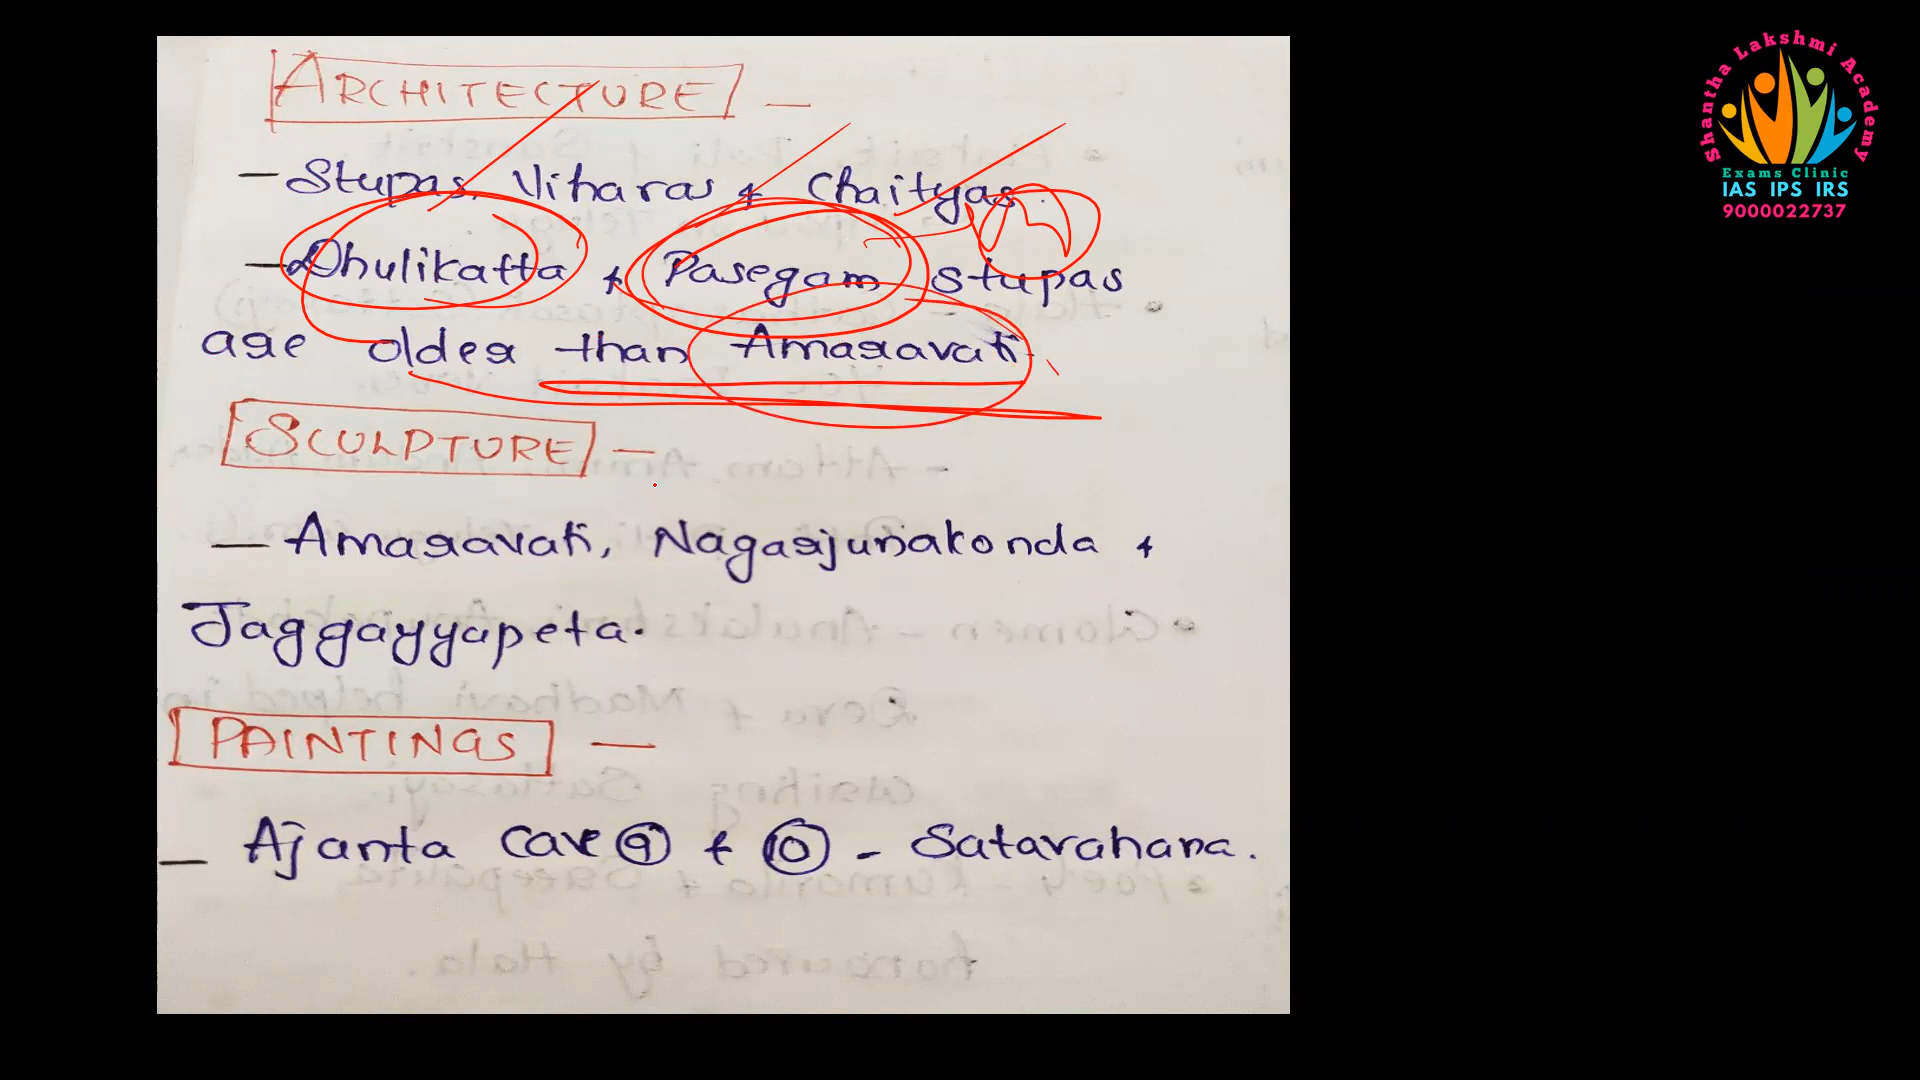 ARCHITECTURE —
— Stupas, Viharas + Chaityas.
— Dhulikatta + Pasegam Stupas
are older than Amaravati.
SCULPTURE —
— Amaravati, Nagarjunakonda +
Jaggayyapeta.
PAINTINGS —
— Ajanta Cave 9 + 10 - Satavahana.
Shantha Lakshmi Academy
Exams Clinic
IAS IPS IRS
9000022737